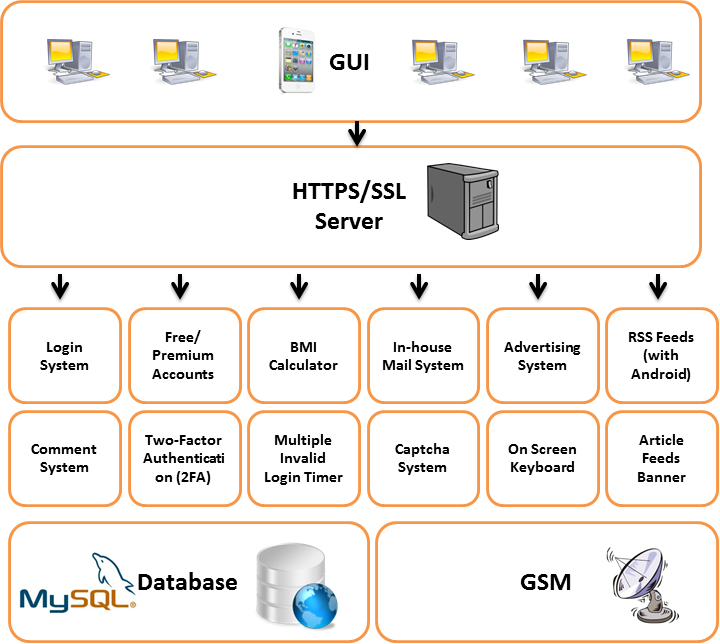 GUI
HTTPS/SSL
Server
Login
System
Free/
Premium
Accounts
BMI
Calculator
In-house
Mail System
Advertising
System
RSS Feeds
(with
Android)
Comment
System
Two-Factor
Authenticati
on (2FA)
Multiple
Invalid
Login Timer
Captcha
System
On Screen
Keyboard
Article
Feeds
Banner
MySQL®
Database
GSM